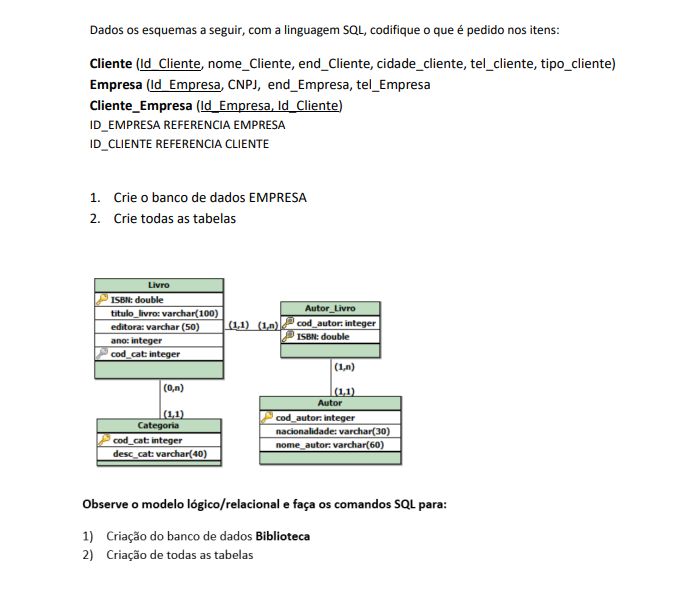 Dados os esquemas a seguir, com a linguagem SQL, codifique o que é pedido nos itens:
Cliente (Id_Cliente, nome_Cliente, end_Cliente, cidade_cliente, tel_cliente, tipo_cliente)
Empresa (Id_Empresa, CNPJ, end_Empresa, tel_Empresa
Cliente_Empresa (Id_Empresa, Id_Cliente)
ID_EMPRESA REFERENCIA EMPRESA
ID_CLIENTE REFERENCIA CLIENTE
1. Crie o banco de dados EMPRESA
2. Crie todas as tabelas
Livro
ISBN: double
titulo_livro: varchar(100)
editora: varchar (50)
ano: integer
cod_cat: integer
(1,1) (1,n)
Autor_Livro
cod_autor: integer
ISBN: double
(0,n)
(1,1)
(1,n)
(1,1)
Categoria
cod_cat: integer
desc_cat: varchar(40)
Autor
cod_autor: integer
nacionalidade: varchar(30)
nome_autor: varchar(60)
Observe o modelo lógico/relacional e faça os comandos SQL para:
1) Criação do banco de dados Biblioteca
2) Criação de todas as tabelas